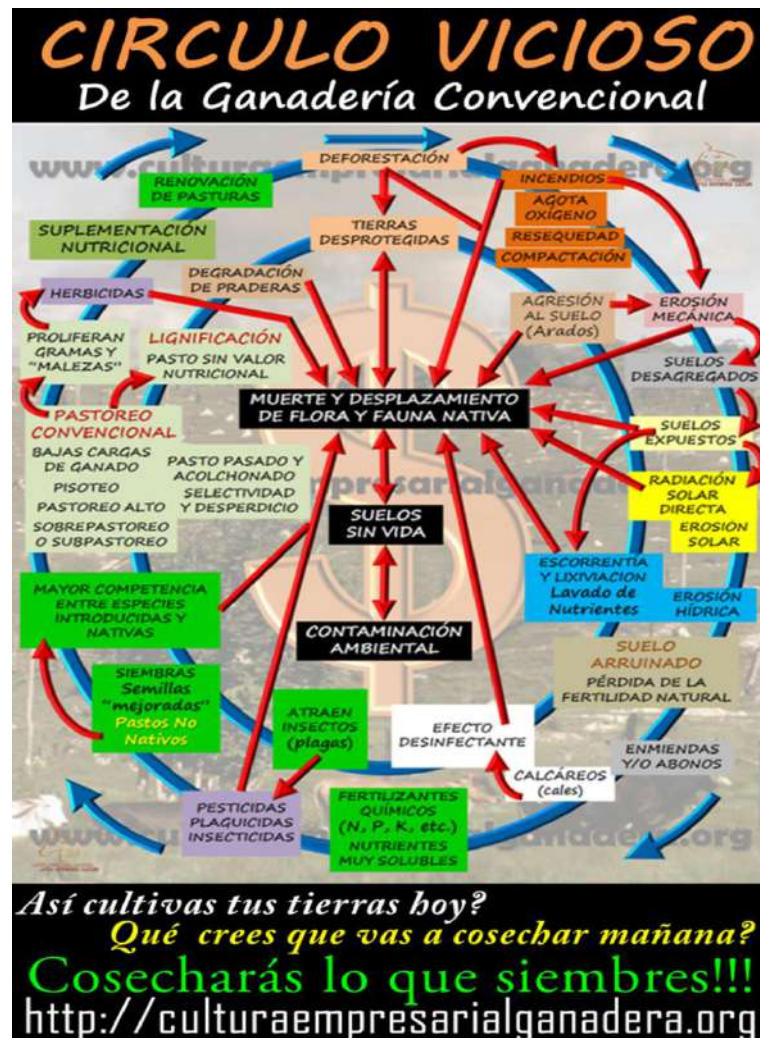 CIRCULO VICIOSO
De la Ganadería Convencional
www.culturaempresarialganadera.org
DEFORESTACIÓN
RENOVACIÓN
DE PASTURAS
INCENDIOS
AGOTA
OXÍGENO
RESEQUEDAD
COMPACTACIÓN
SUPLEMENTACIÓN
NUTRICIONAL
TIERRAS
DESPROTEGIDAS
HERBICIDAS
DEGRADACIÓN
DE PRADERAS
AGRESIÓN
AL SUELO
(Arados)
EROSIÓN
MECÁNICA
PROLIFERAN
GRAMAS Y
"MALEZAS"
LIGNIFICACIÓN
PASTO SIN VALOR
NUTRICIONAL
SUELOS
DESAGREGADOS
MUERTE Y DESPLAZAMIENTO
DE FLORA Y FAUNA NATIVA
PASTOREO
CONVENCIONAL
BAJAS CARGAS
DE GANADO
PISOTEO
PASTOREO ALTO
SOBREPASTOREO
O SUBPASTOREO
PASTO PASADO Y
ACOLCHONADO
SELECTIVIDAD
Y DESPERDICIO
SUELOS
EXPUESTOS
RADIACIÓN
SOLAR
DIRECTA
EROSIÓN
SOLAR
SUELOS
SIN VIDA
ESCORRENTÍA
Y LIXIVIACION
Lavado de
Nutrientes
EROSIÓN
HÍDRICA
MAYOR COMPETENCIA
ENTRE ESPECIES
INTRODUCIDAS Y
NATIVAS
CONTAMINACIÓN
AMBIENTAL
SUELO
ARRUINADO
PÉRDIDA DE LA
FERTILIDAD NATURAL
SIEMBRAS
Semillas
"mejoradas"
Pastos No
Nativos
ATRAEN
INSECTOS
(plagas)
EFECTO
DESINFECTANTE
ENMIENDAS
Y/O ABONOS
CALCÁREOS
(cales)
PESTICIDAS
PLAGUICIDAS
INSECTICIDAS
FERTILIZANTES
QUÍMICOS
(N, P, K, etc.)
NUTRIENTES
MUY SOLUBLES
Así cultivas tus tierras hoy?
Qué crees que vas a cosechar mañana?
Cosecharás lo que siembres!!!
http://culturaempresarialganadera.org